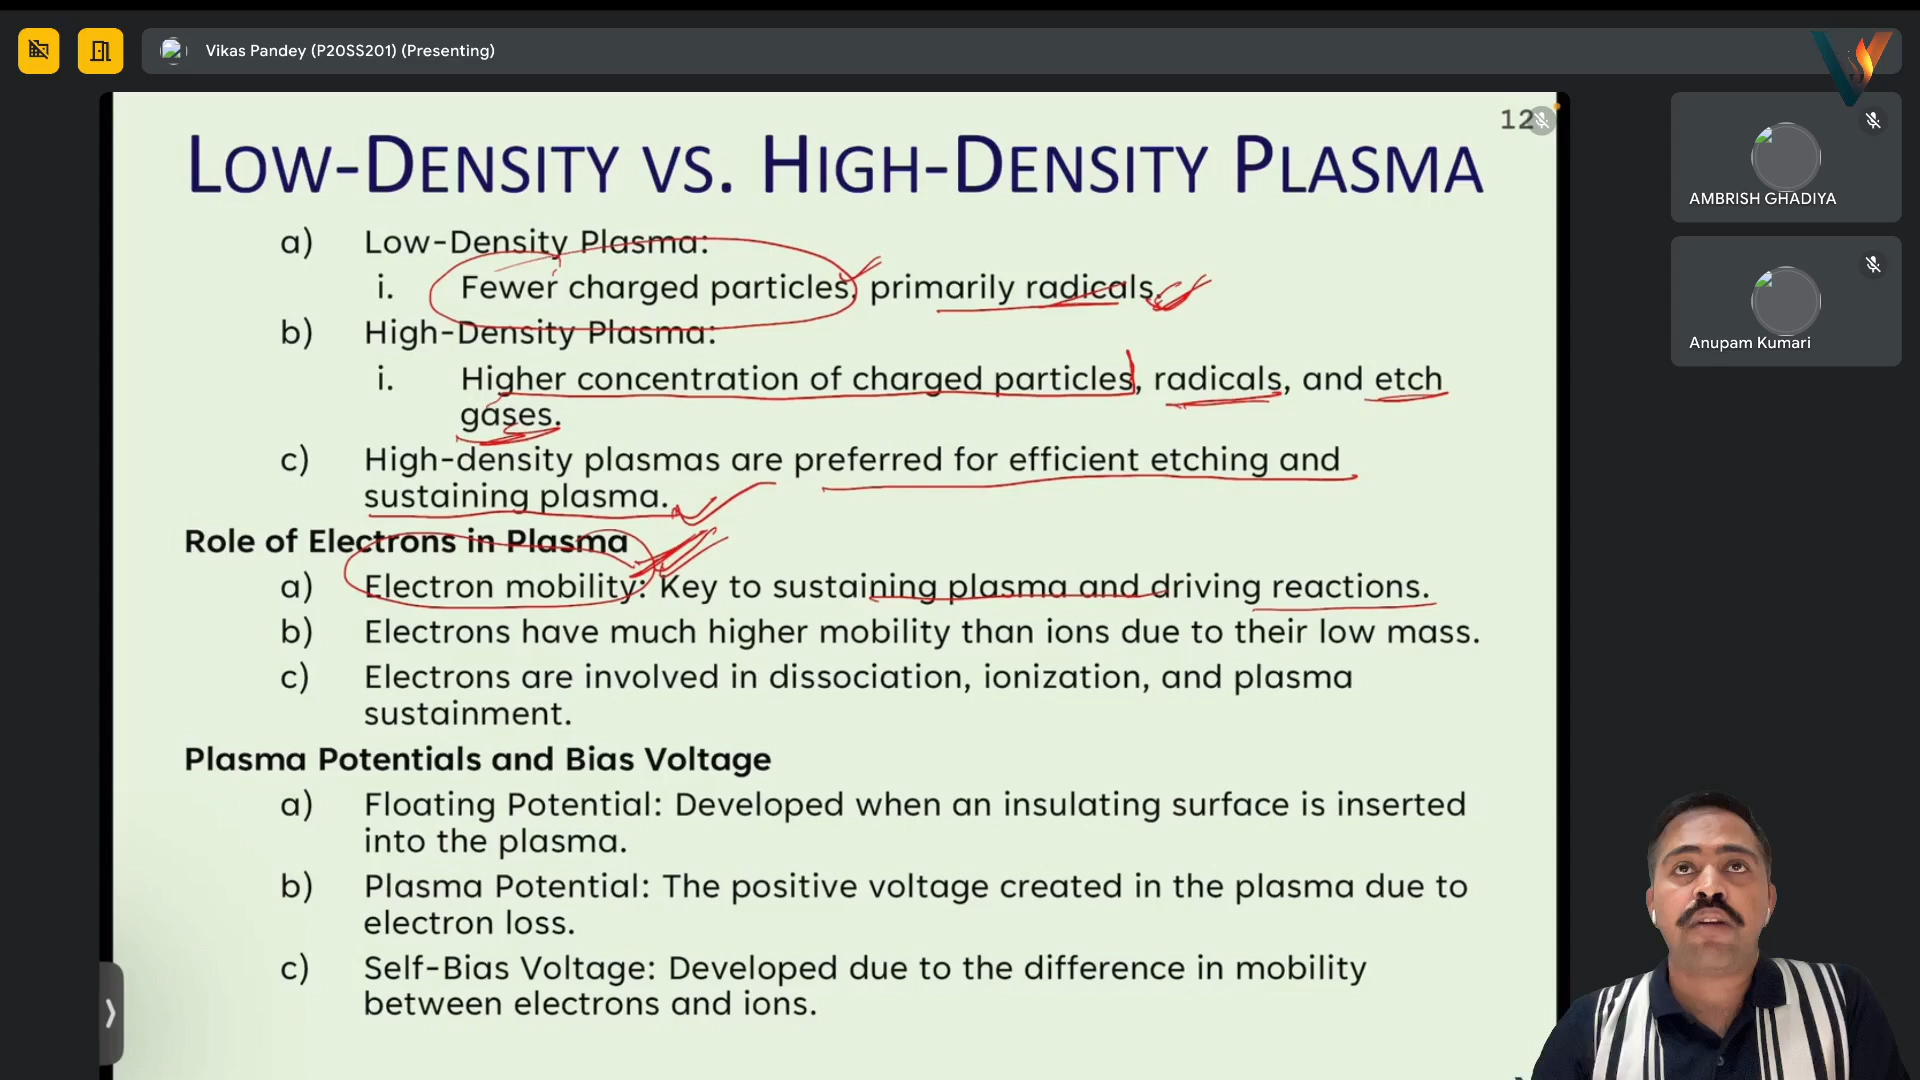 Vikas Pandey (P20SS201) (Presenting)
12
LOW-DENSITY VS. HIGH-DENSITY PLASMA
a) Low-Density Plasma:
i. Fewer charged particles, primarily radicals.
b) High-Density Plasma:
i. Higher concentration of charged particles, radicals, and etch
gases.
c) High-density plasmas are preferred for efficient etching and
sustaining plasma.
Role of Electrons in Plasma
a) Electron mobility: Key to sustaining plasma and driving reactions.
b) Electrons have much higher mobility than ions due to their low mass.
c) Electrons are involved in dissociation, ionization, and plasma
sustainment.
Plasma Potentials and Bias Voltage
a) Floating Potential: Developed when an insulating surface is inserted
into the plasma.
b) Plasma Potential: The positive voltage created in the plasma due to
electron loss.
c) Self-Bias Voltage: Developed due to the difference in mobility
between electrons and ions.
AMBRISH GHADIYA
Anupam Kumari